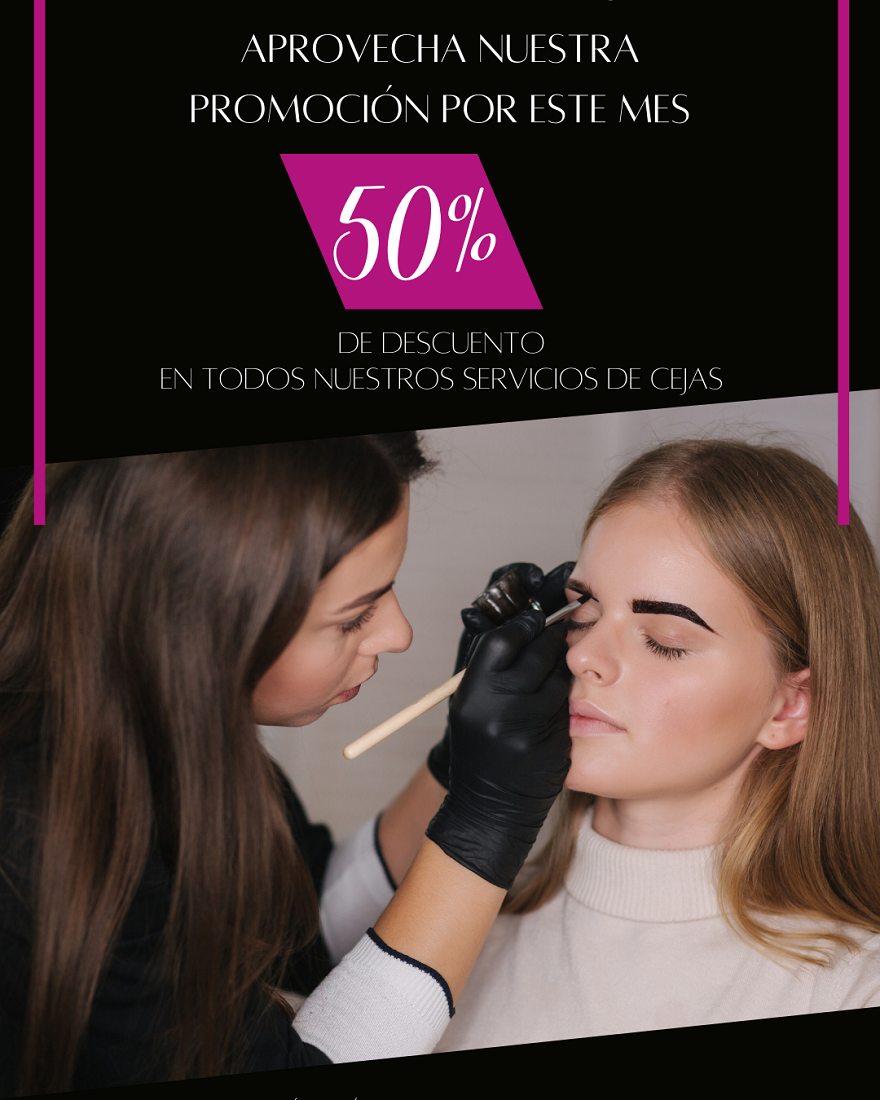 APROVECHA NUESTRA
PROMOCIÓN POR ESTE MES
50%
DE DESCUENTO
EN TODOS NUESTROS SERVICIOS DE CEJAS